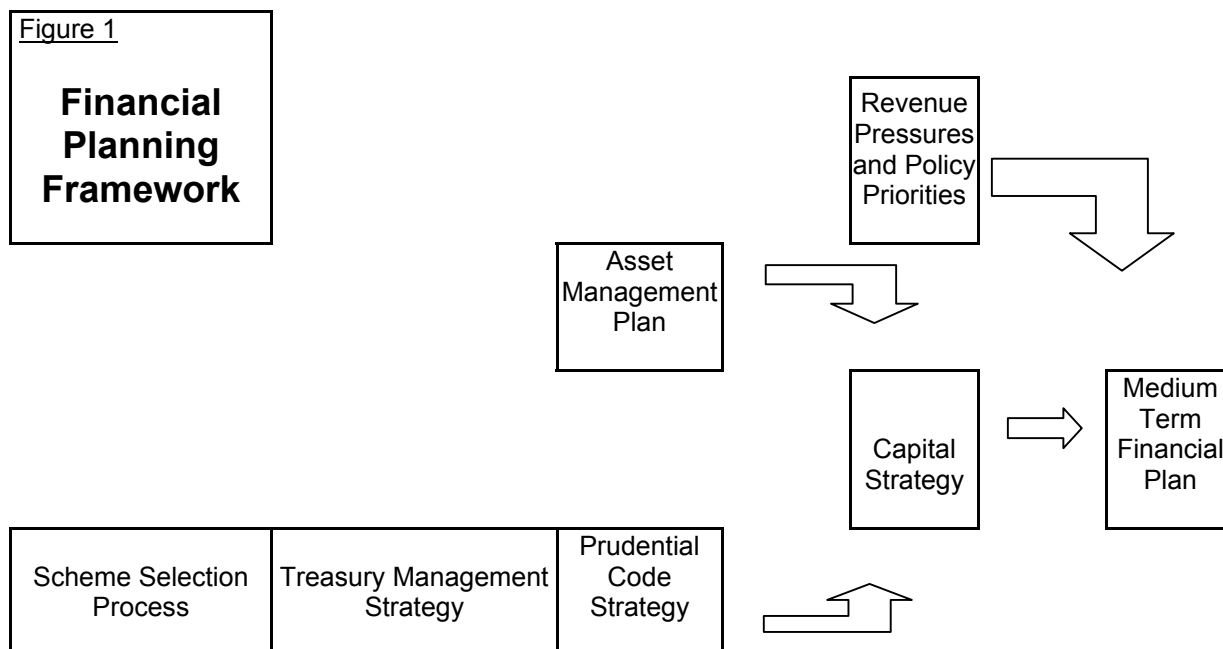 Figure 1
Financial
Planning
Framework
Revenue
Pressures
and Policy
Priorities
Asset
Management
Plan
Capital
Strategy
Medium
Term
Financial
Plan
Scheme Selection
Process
Treasury Management
Strategy
Prudential
Code
Strategy